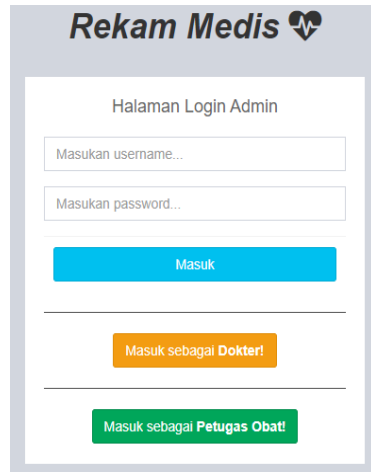 Rekam Medis
Halaman Login Admin
Masukan username...
Masukan password...
Masuk
Masuk sebagai Dokter!
Masuk sebagai Petugas Obat!